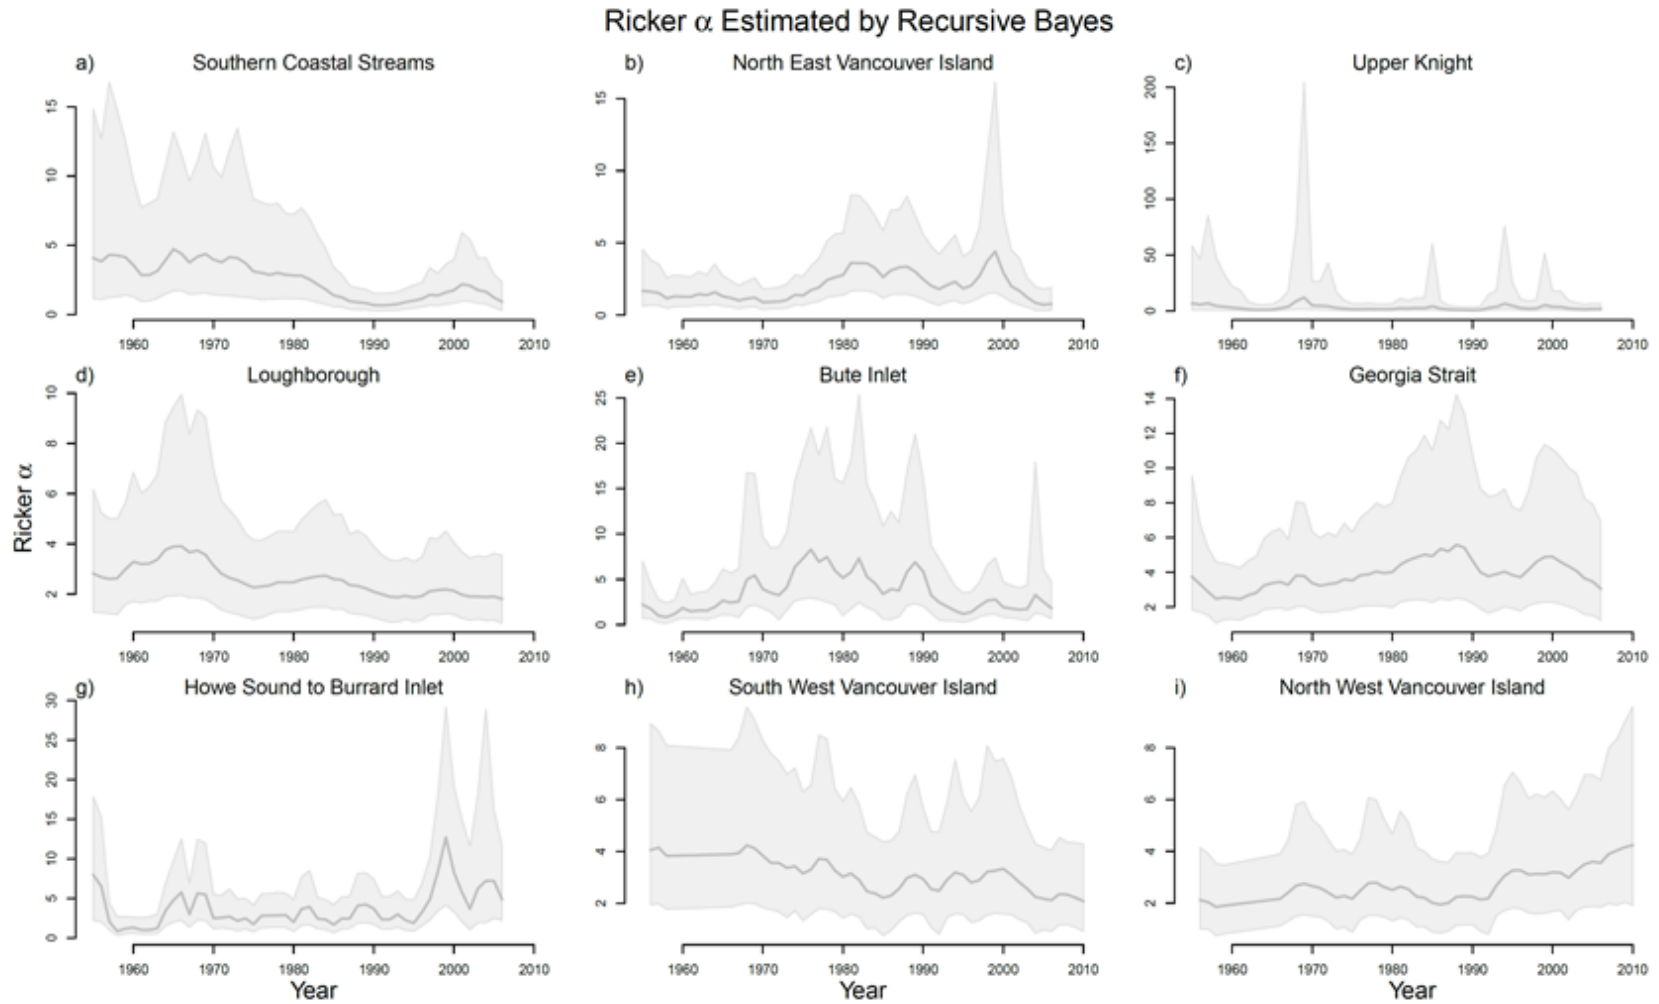 Ricker α Estimated by Recursive Bayes
a) Southern Coastal Streams
0 5 10 15
1960 1970 1980 1990 2000 2010
b) North East Vancouver Island
0 5 10 15
1960 1970 1980 1990 2000 2010
c) Upper Knight
0 50 100 150 200
1960 1970 1980 1990 2000 2010
d) Loughborough
2 4 6 8 10
1960 1970 1980 1990 2000 2010
e) Bute Inlet
0 5 10 15 20 25
1960 1970 1980 1990 2000 2010
f) Georgia Strait
2 4 6 8 10 12 14
1960 1970 1980 1990 2000 2010
Ricker α
g) Howe Sound to Burrard Inlet
0 5 10 15 20 25 30
1960 1970 1980 1990 2000 2010
Year
h) South West Vancouver Island
2 4 6 8
1960 1970 1980 1990 2000 2010
Year
i) North West Vancouver Island
2 4 6 8
1960 1970 1980 1990 2000 2010
Year